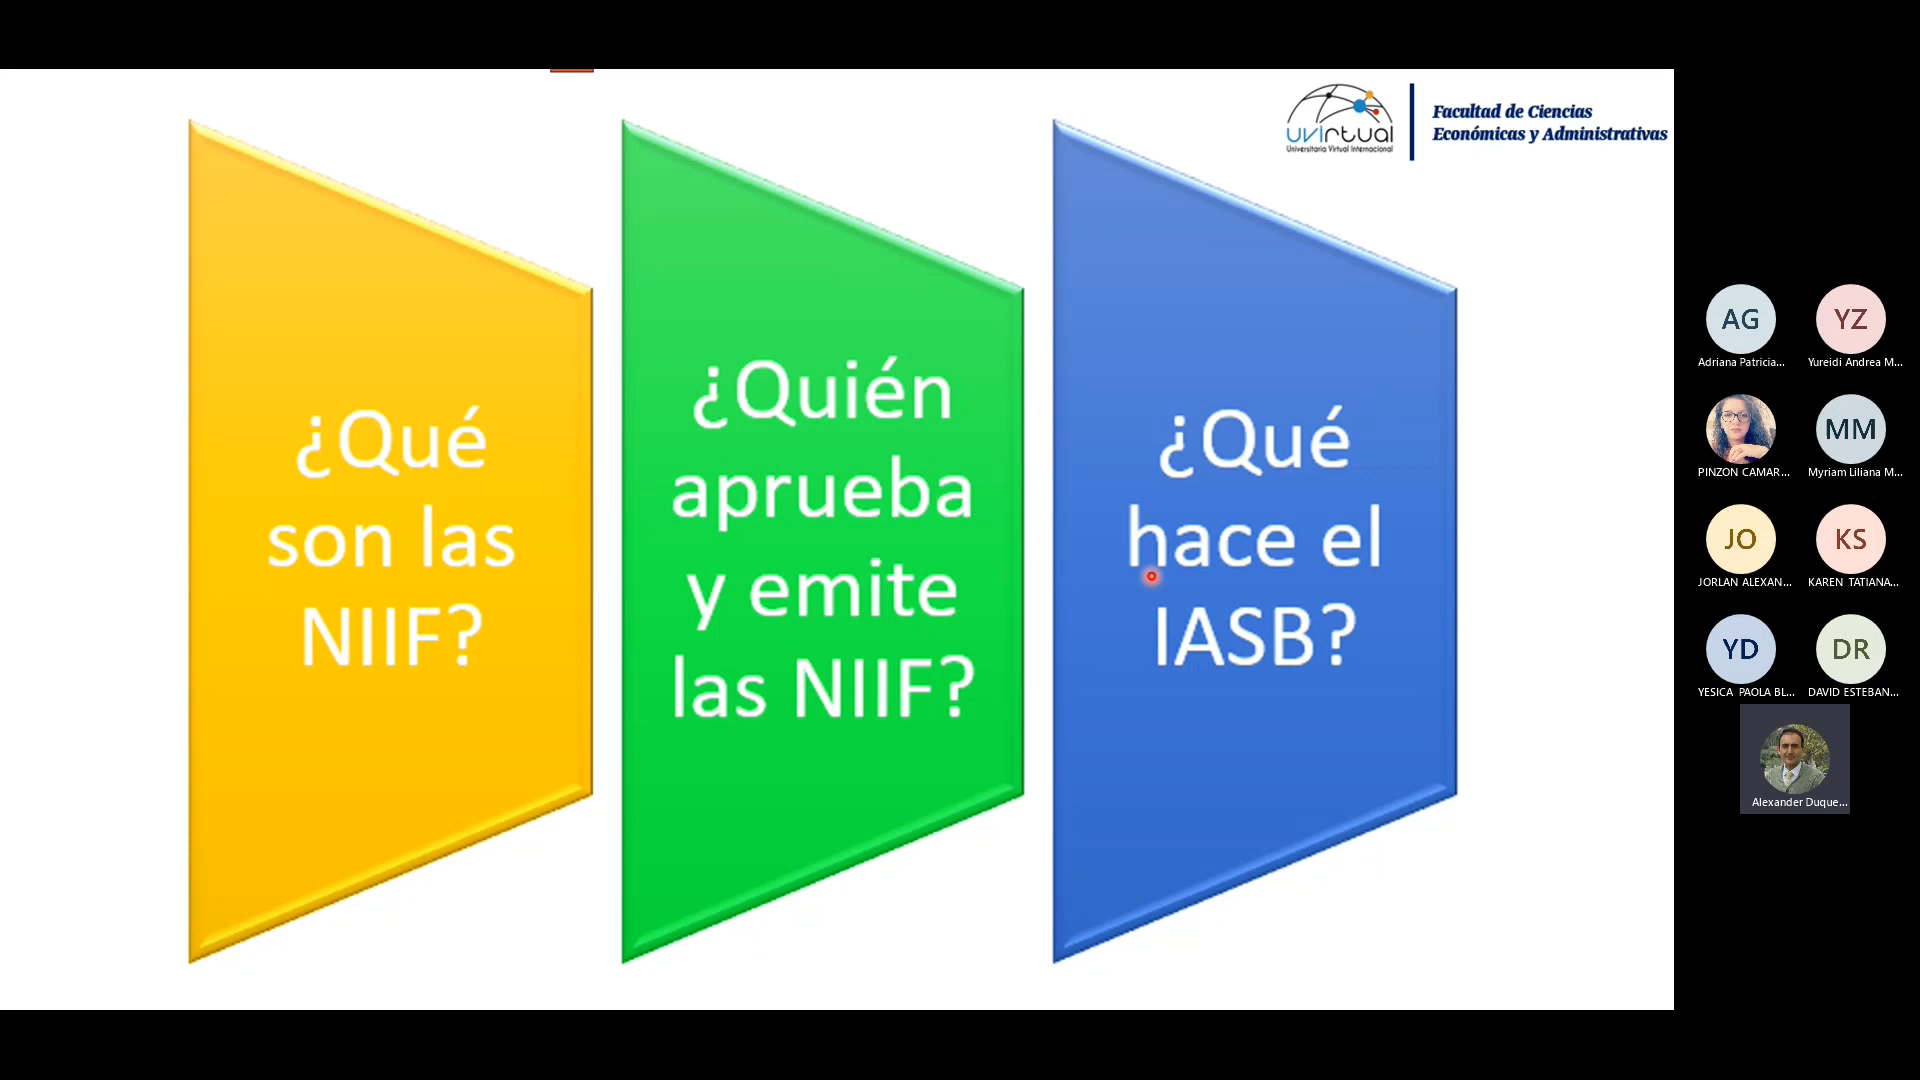 uvirtual
Universitaria Virtual Internacional
Facultad de Ciencias
Económicas y Administrativas
¿Qué
son las
NIIF?
¿Quién
aprueba
y emite
las NIIF?
¿Qué
hace el
IASB?
AG
Adriana Patricia...
YZ
Yureidi Andrea M...
PINZON CAMAR...
MM
Myriam Liliana M...
JO
JORLAN ALEXAN...
KS
KAREN TATIANA...
YD
YESICA PAOLA BL...
DR
DAVID ESTEBAN...
Alexander Duque...